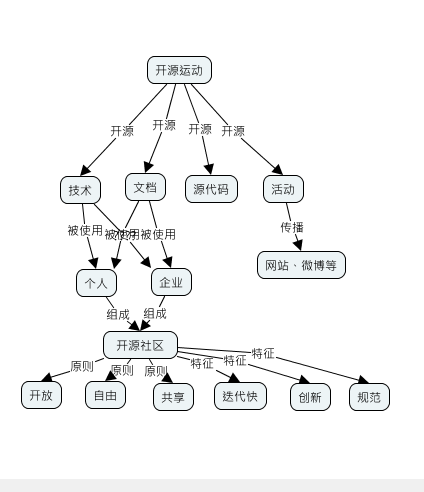 开源运动
开源 开源 开源 开源
技术 文档 源代码 活动
被使用 被使用 被使用 传播
网站、微博等
个人 企业
组成 组成
开源社区
原则 原则 原则 特征 特征 特征
开放 自由 共享 迭代快 创新 规范